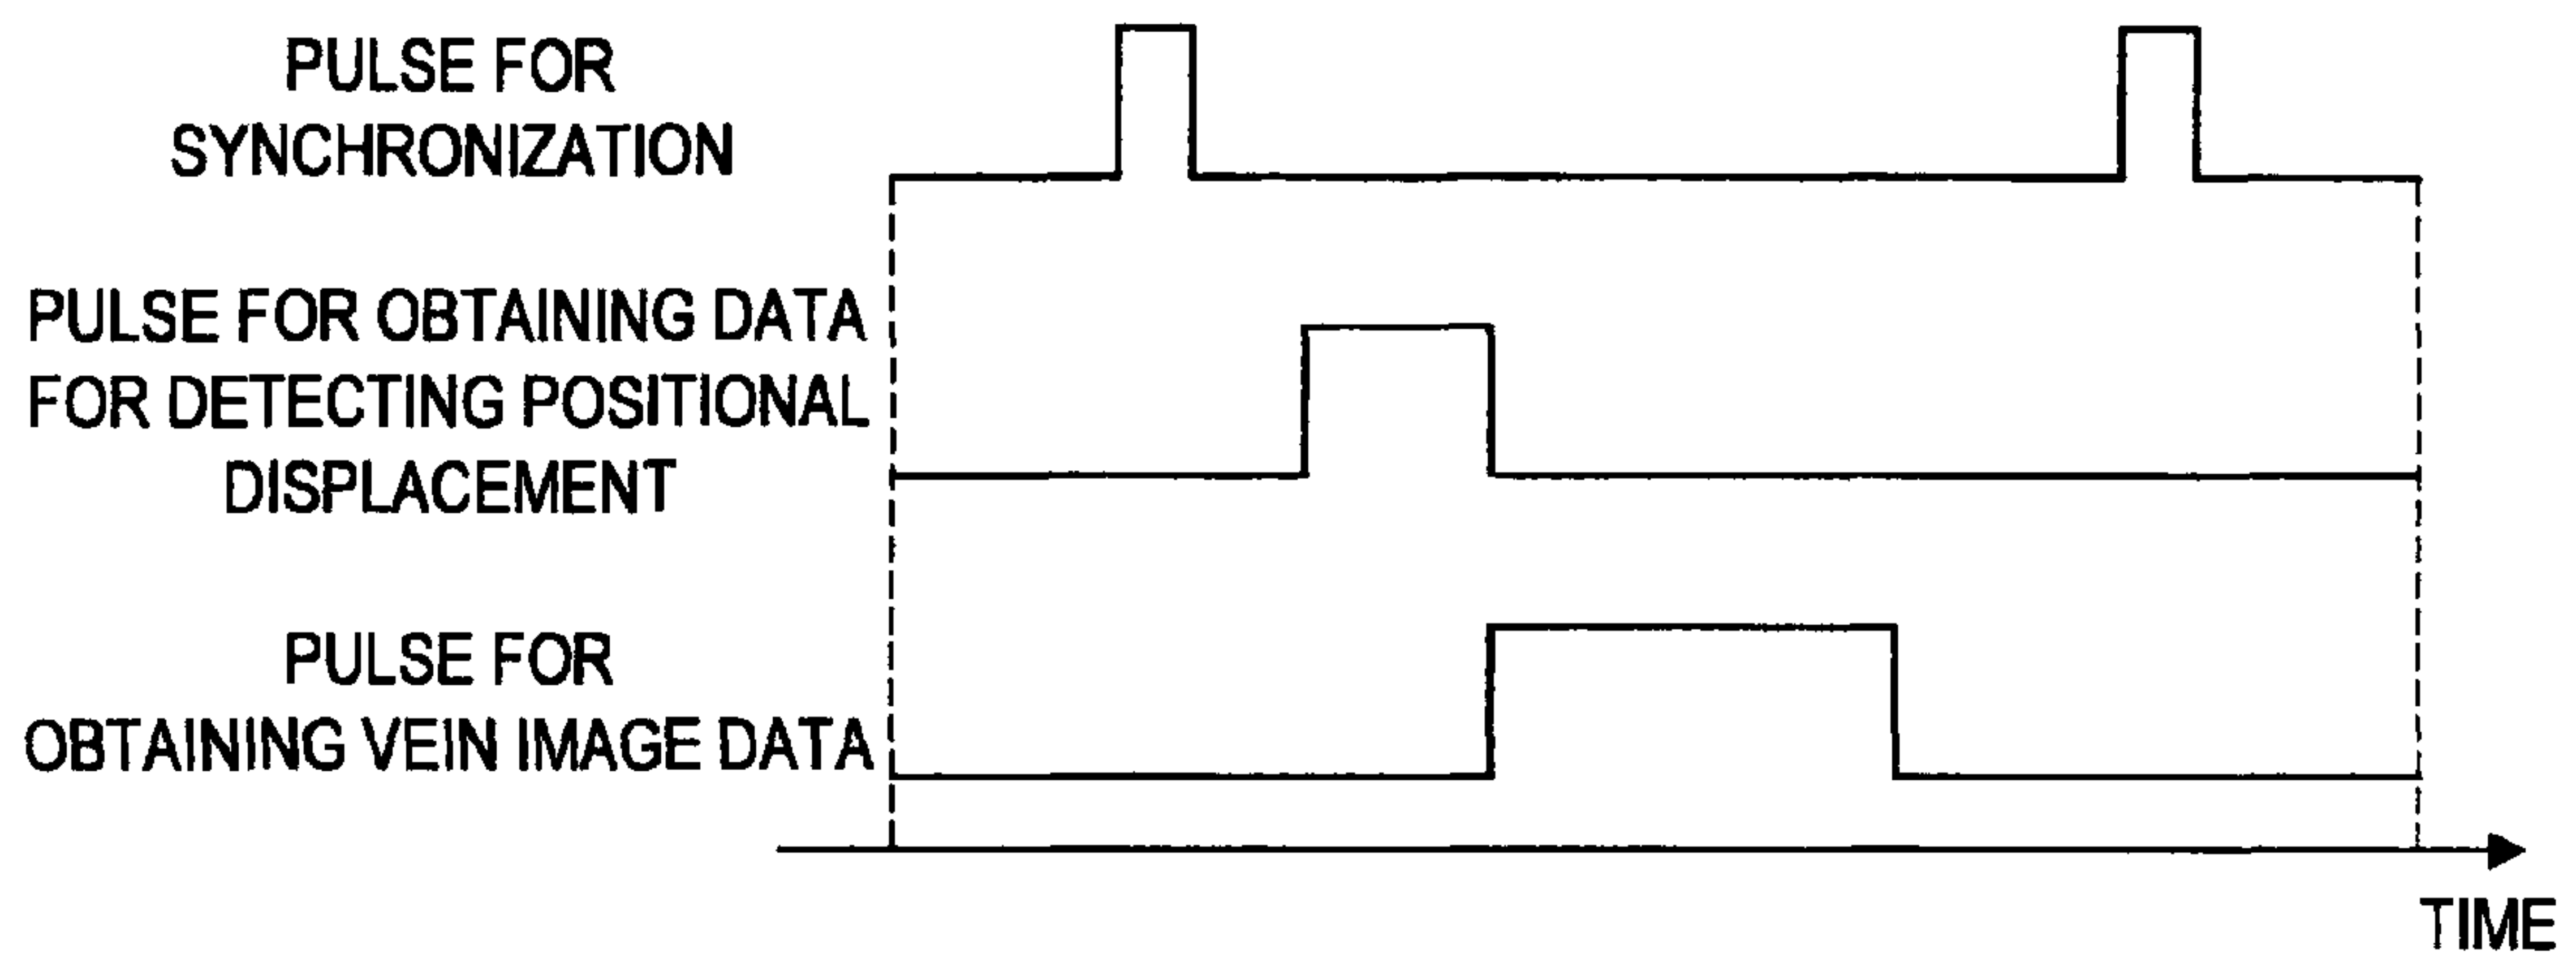 PULSE FOR
SYNCHRONIZATION
PULSE FOR OBTAINING DATA
FOR DETECTING POSITIONAL
DISPLACEMENT
PULSE FOR
OBTAINING VEIN IMAGE DATA
TIME